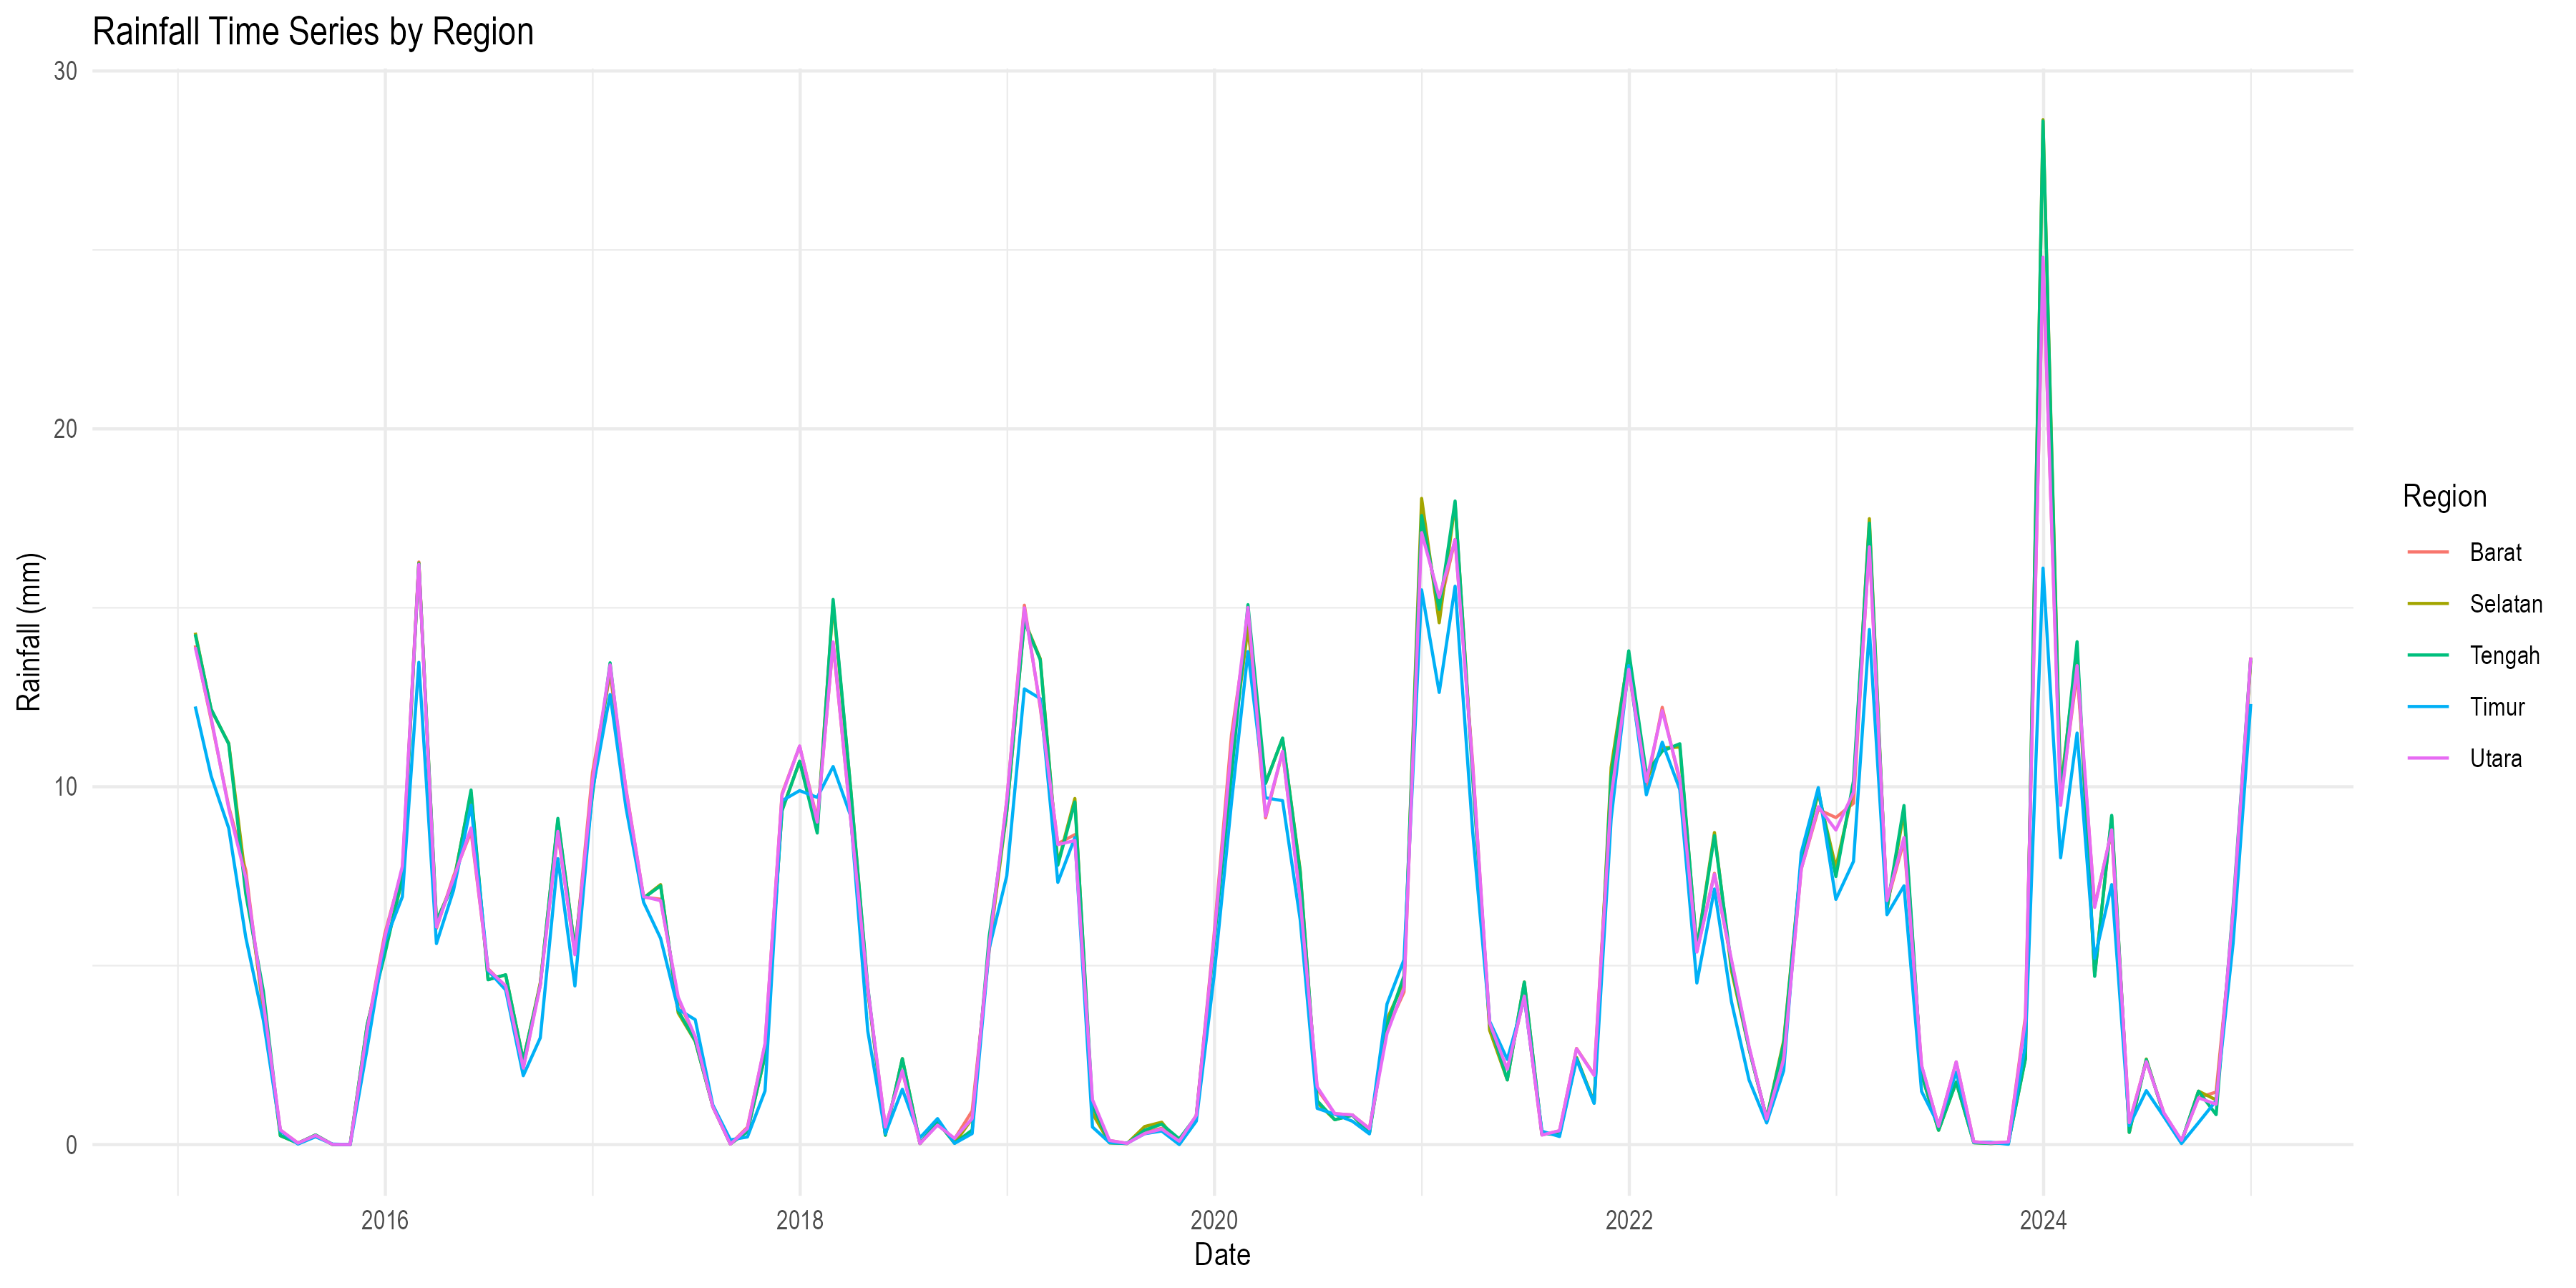 Rainfall Time Series by Region
30
20
10
0
Rainfall (mm)
2016
2018
2020
2022
2024
Date
Region
Barat
Selatan
Tengah
Timur
Utara